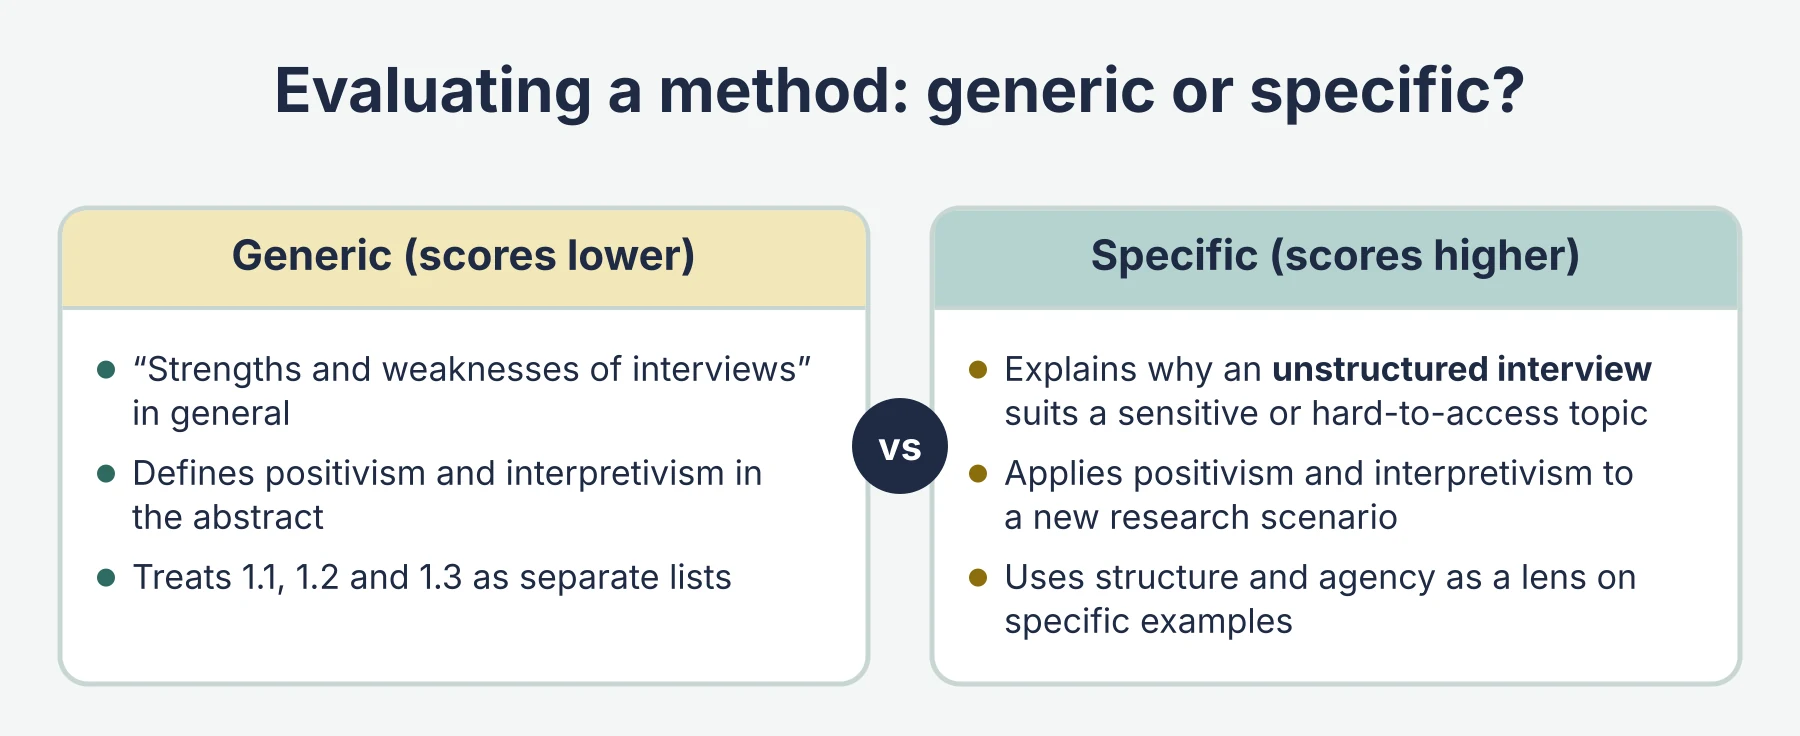 Evaluating a method: generic or specific?
Generic (scores lower)
“Strengths and weaknesses of interviews”
in general
Defines positivism and interpretivism in
the abstract
Treats 1.1, 1.2 and 1.3 as separate lists
vs
Specific (scores higher)
Explains why an unstructured interview
suits a sensitive or hard-to-access topic
Applies positivism and interpretivism to
a new research scenario
Uses structure and agency as a lens on
specific examples